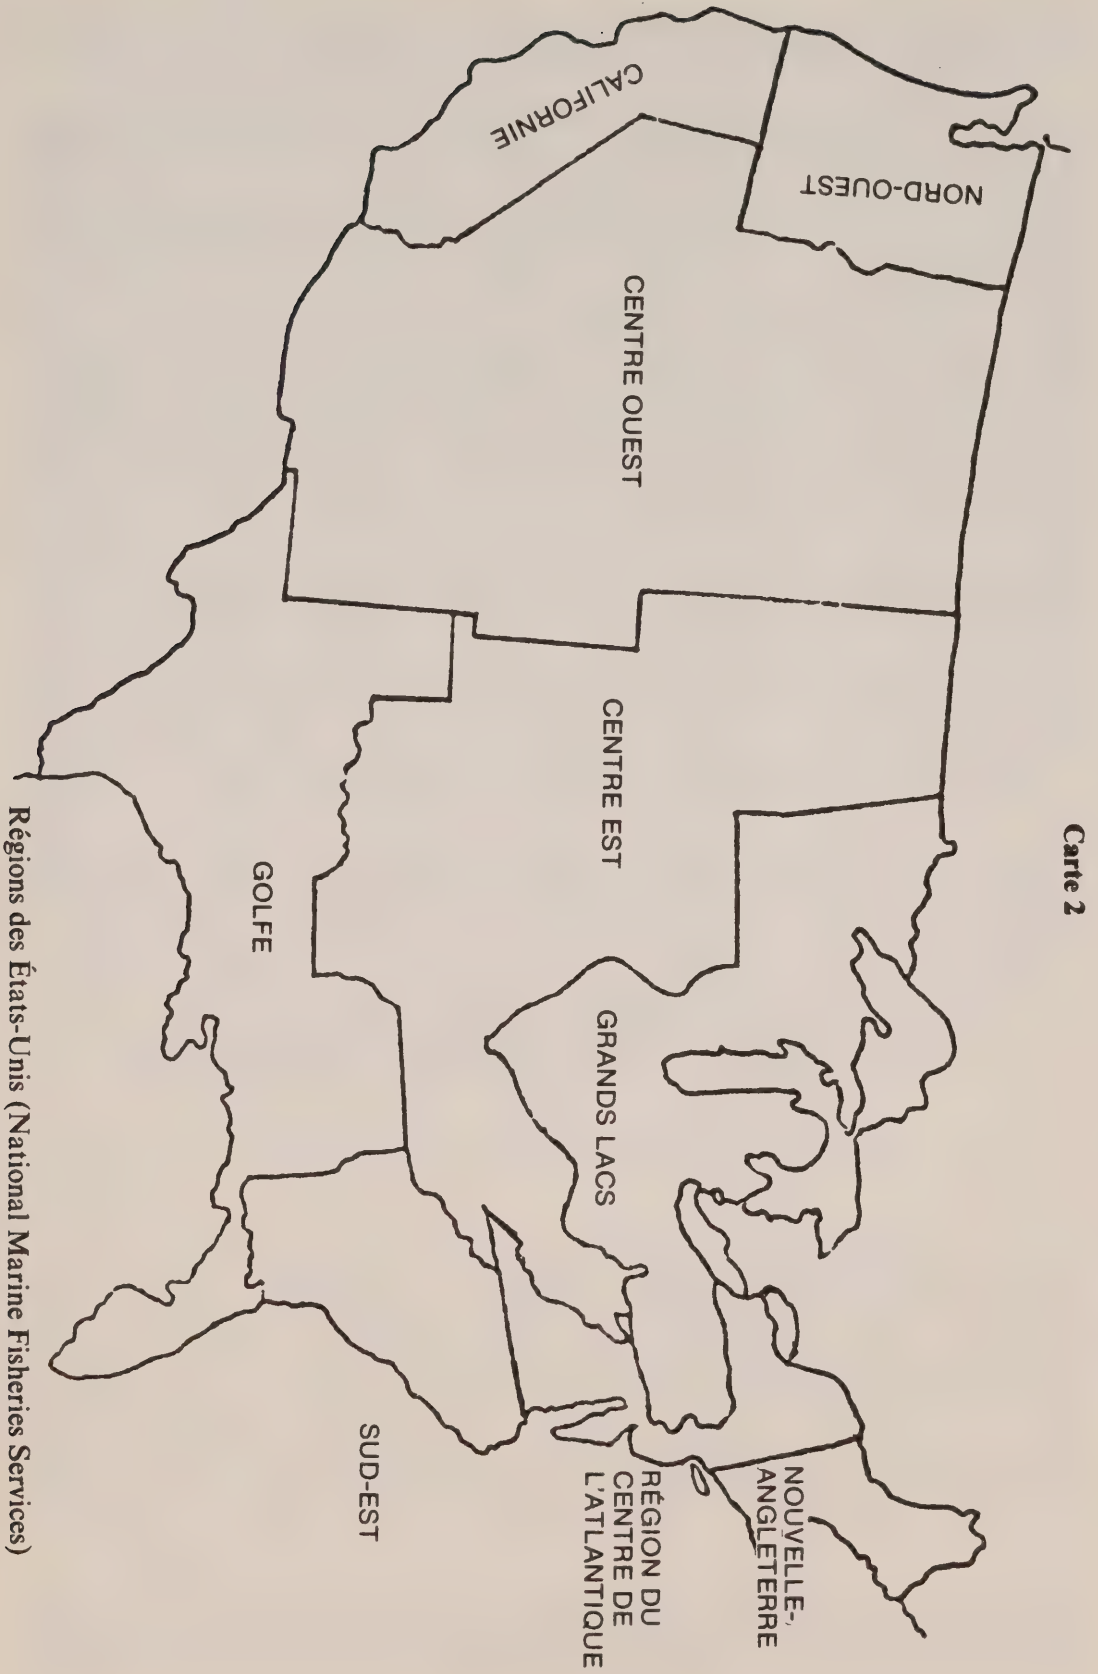 Carte 2
NORD-OUEST
CALIFORNIE
CENTRE OUEST
CENTRE EST
GRANDS LACS
GOLFE
NOUVELLE-
ANGLETERRE
RÉGION DU
CENTRE DE
L'ATLANTIQUE
SUD-EST
Régions des États-Unis (National Marine Fisheries Services)